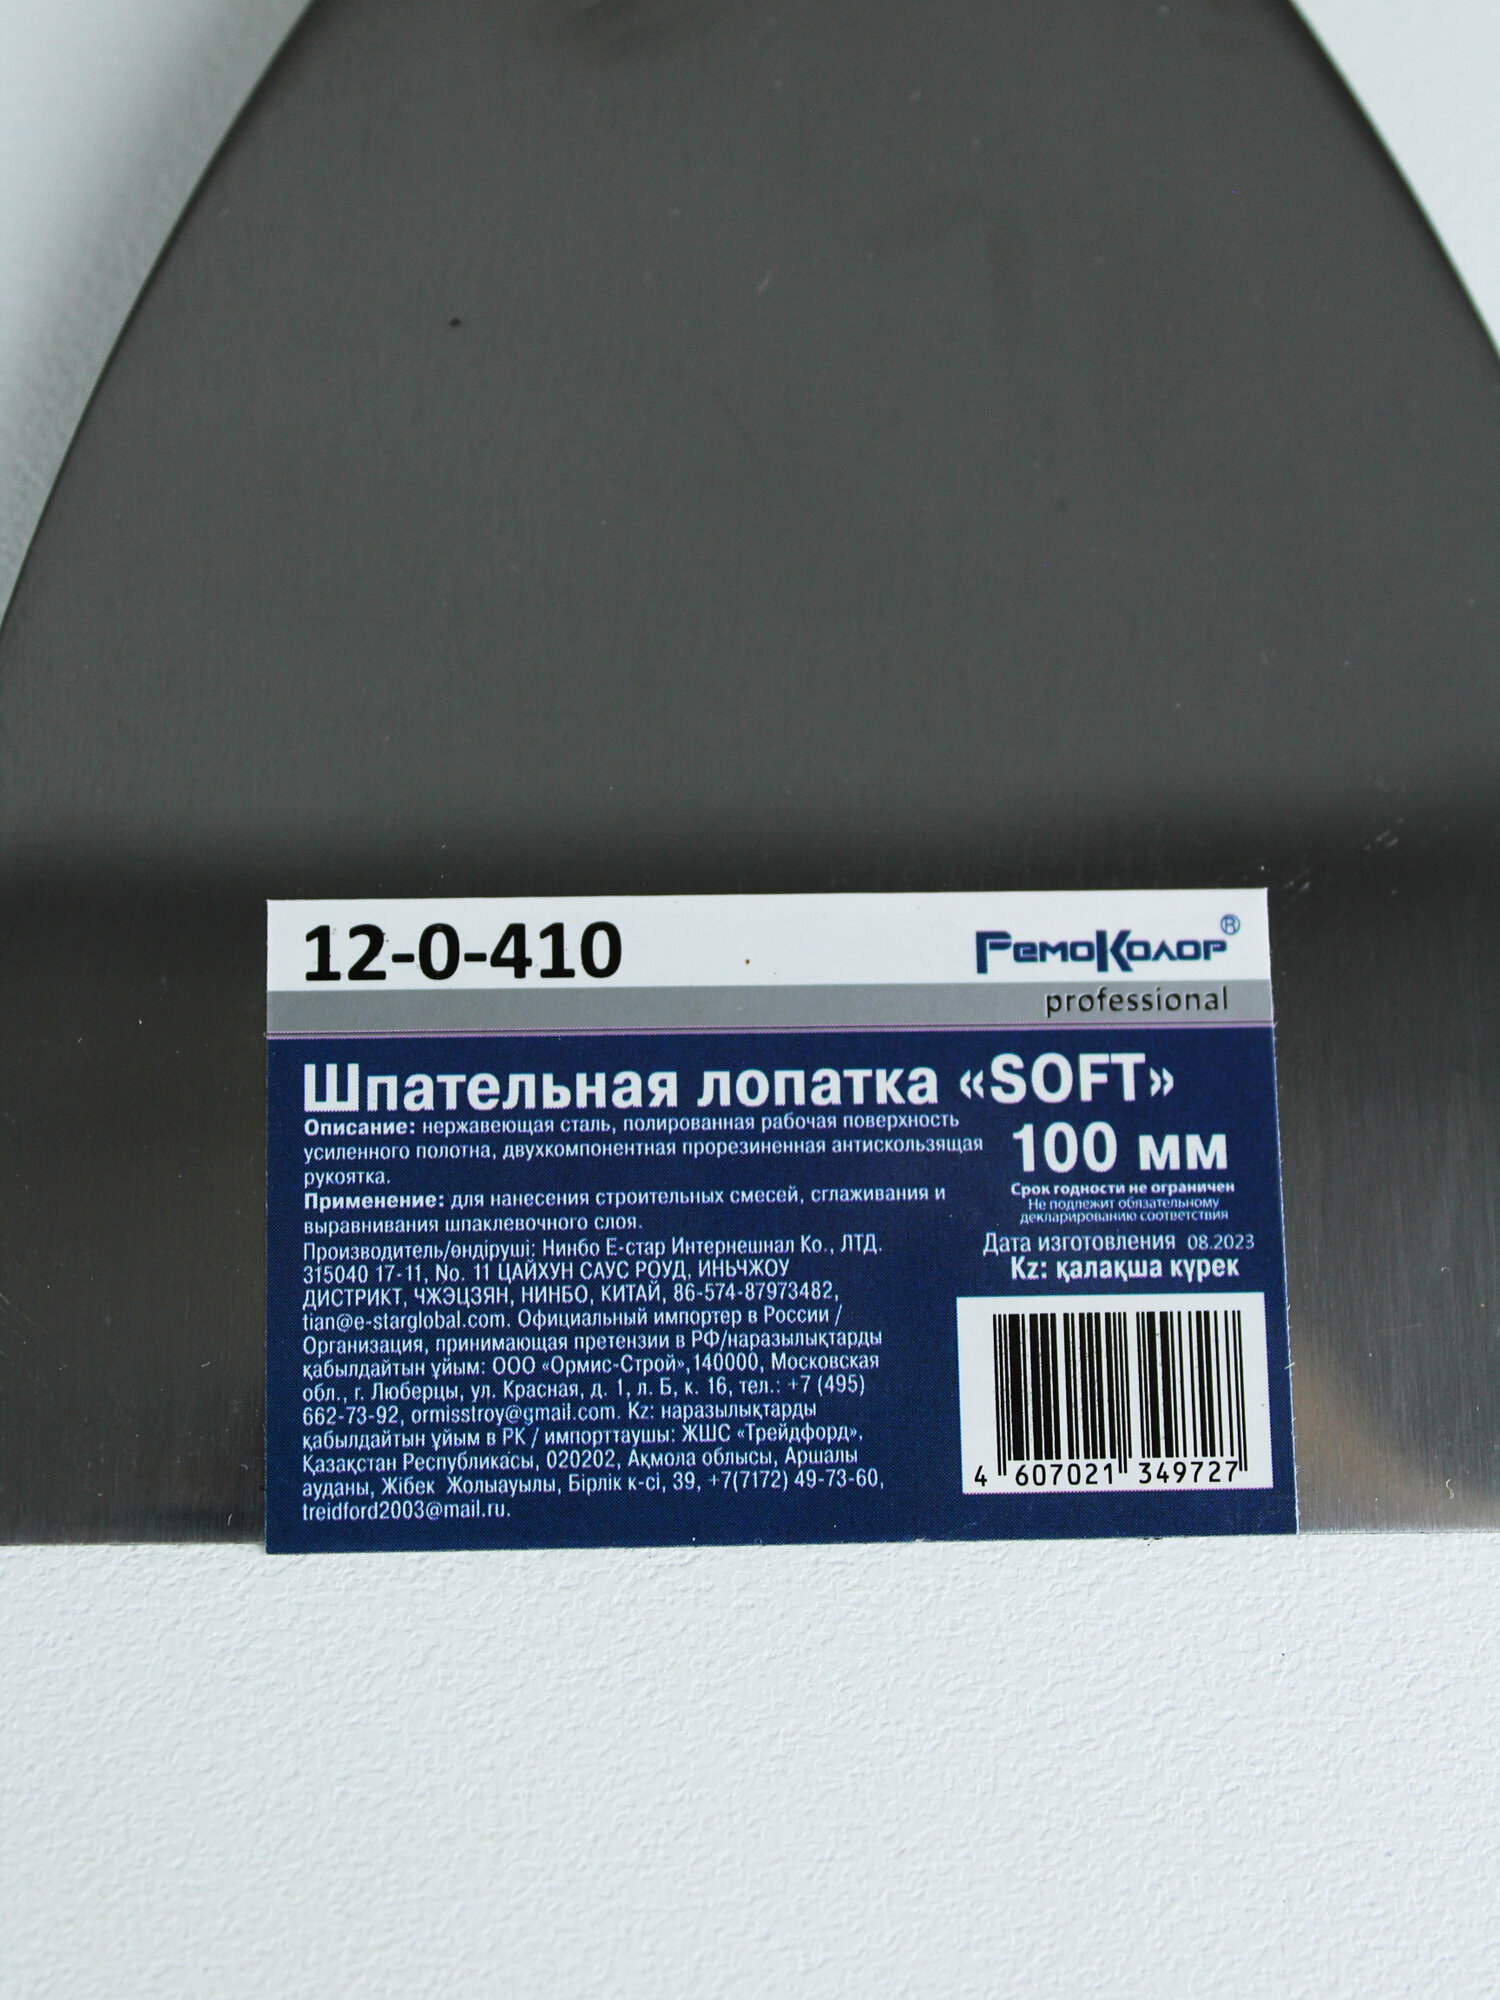 12-0-410
РемоКолор®
professional
Шпательная лопатка «SOFT»
Описание: нержавеющая сталь, полированная рабочая поверхность
усиленного полотна, двухкомпонентная прорезиненная антискользящая
рукоятка.
Применение: для нанесения строительных смесей, сглаживания и
выравнивания шпаклевочного слоя.
100 мм
Срок годности не ограничен
Не подлежит обязательному
декларированию соответствия
Дата изготовления 08.2023
Kz: қалақша күрек
Производитель/өндіруші: Нинбо Е-стар Интернешнал Ко., ЛТД.
315040 17-11, No. 11 ЦАЙХУН САУС РОУД, ИНЬЧЖОУ
ДИСТРИКТ, ЧЖЭЦЗЯН, НИНБО, КИТАЙ, 86-574-87973482,
tian@e-starglobal.com. Официальный импортер в России /
Организация, принимающая претензии в РФ/наразылықтарды
қабылдайтын ұйым: ООО «Ормис-Строй»,140000, Московская
обл., г. Люберцы, ул. Красная, д. 1, л. Б, к. 16, тел.: +7 (495)
662-73-92, ormisstroy@gmail.com. Kz: наразылықтарды
қабылдайтын ұйым в РК / импорттаушы: ЖШС «Трейдфорд»,
Қазақстан Республикасы, 020202, Ақмола облысы, Аршалы
ауданы, Жібек Жолыауылы, Бірлік к-сі, 39, +7(7172) 49-73-60,
treidford2003@mail.ru.
4 607021 349727